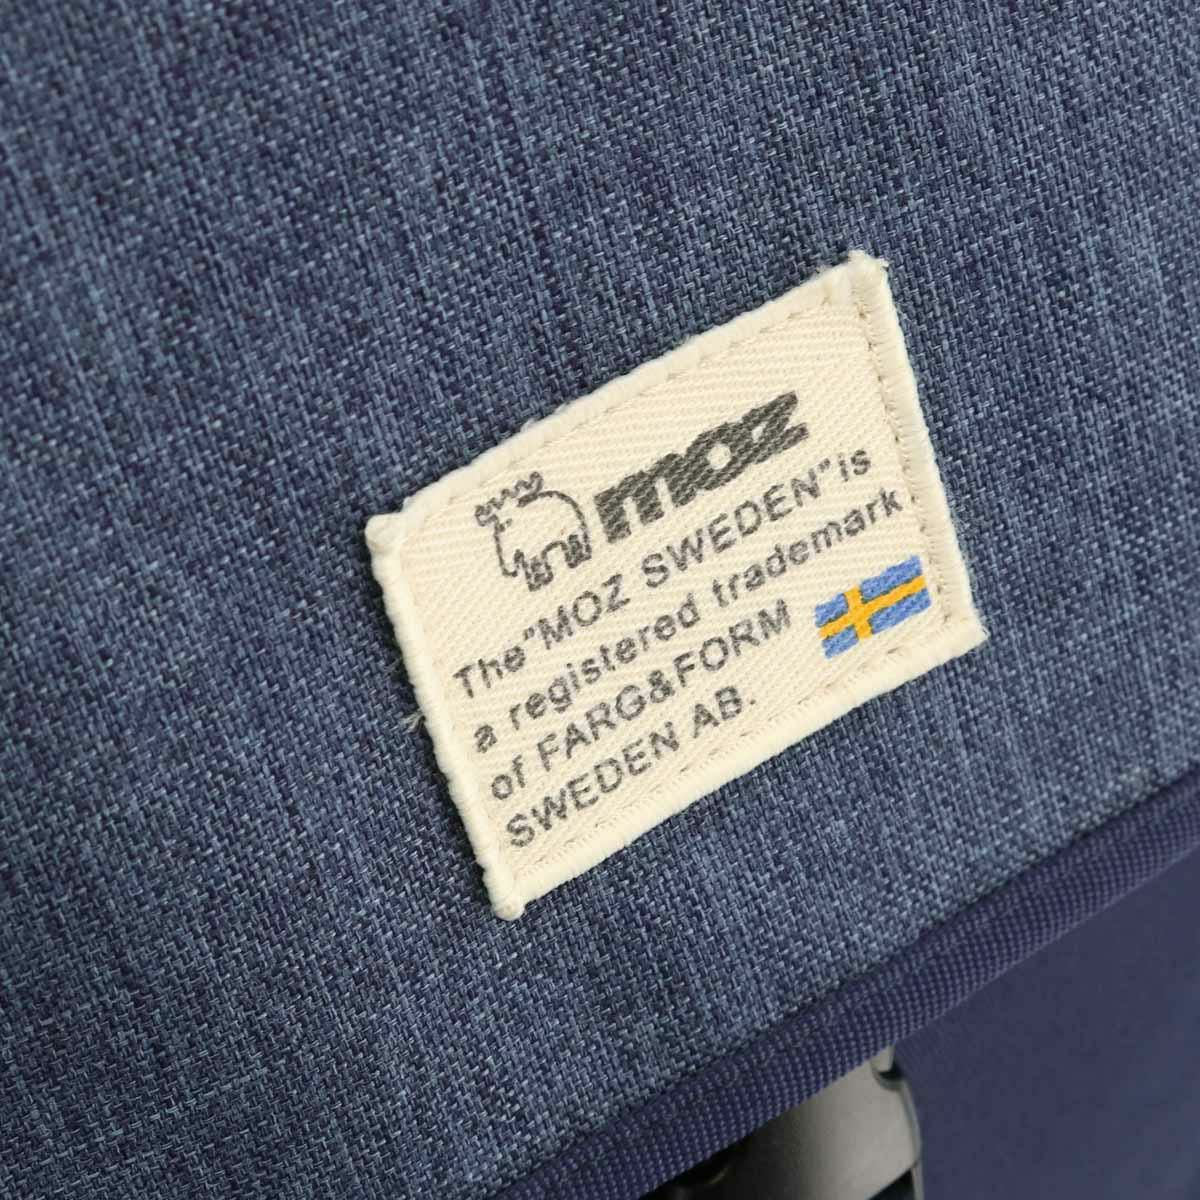 moz
The "MOZ SWEDEN" is
a registered trademark
of FARG&FORM
SWEDEN AB.